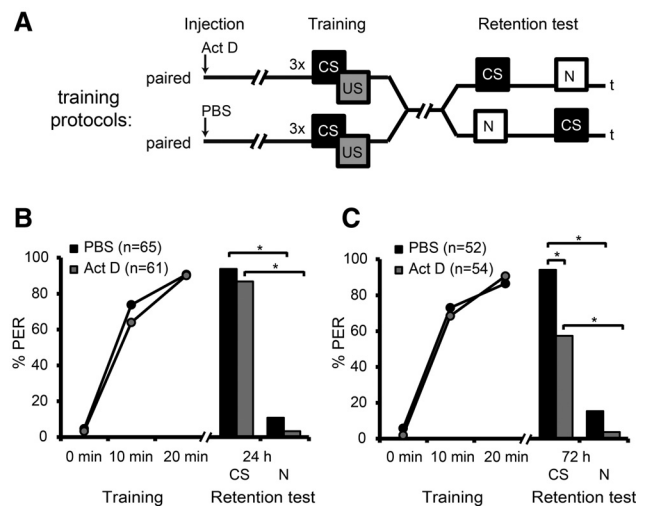 A
Injection Training Retention test
Act D
paired 3x CS US CS N t
training protocols:
PBS
paired 3x CS US N CS t
B
PBS (n=65)
Act D (n=61)
* *
100
80
60
40
20
0
% PER
0 min 10 min 20 min 24 h
CS N
Training Retention test
C
PBS (n=52)
Act D (n=54)
* * *
100
80
60
40
20
0
% PER
0 min 10 min 20 min 72 h
CS N
Training Retention test